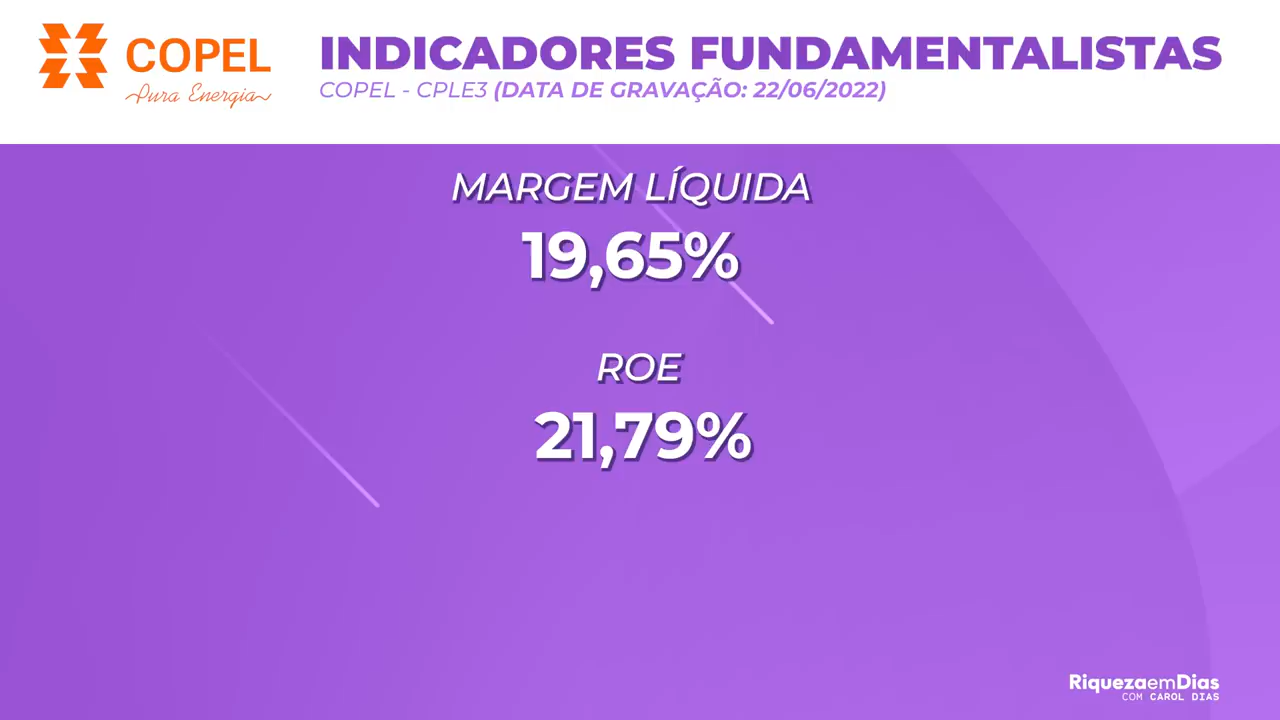 COPEL
Pura Energia
INDICADORES FUNDAMENTALISTAS
COPEL - CPLE3 (DATA DE GRAVAÇÃO: 22/06/2022)
MARGEM LÍQUIDA
19,65%
ROE
21,79%
RiquezaemDias
COM CAROL DIAS